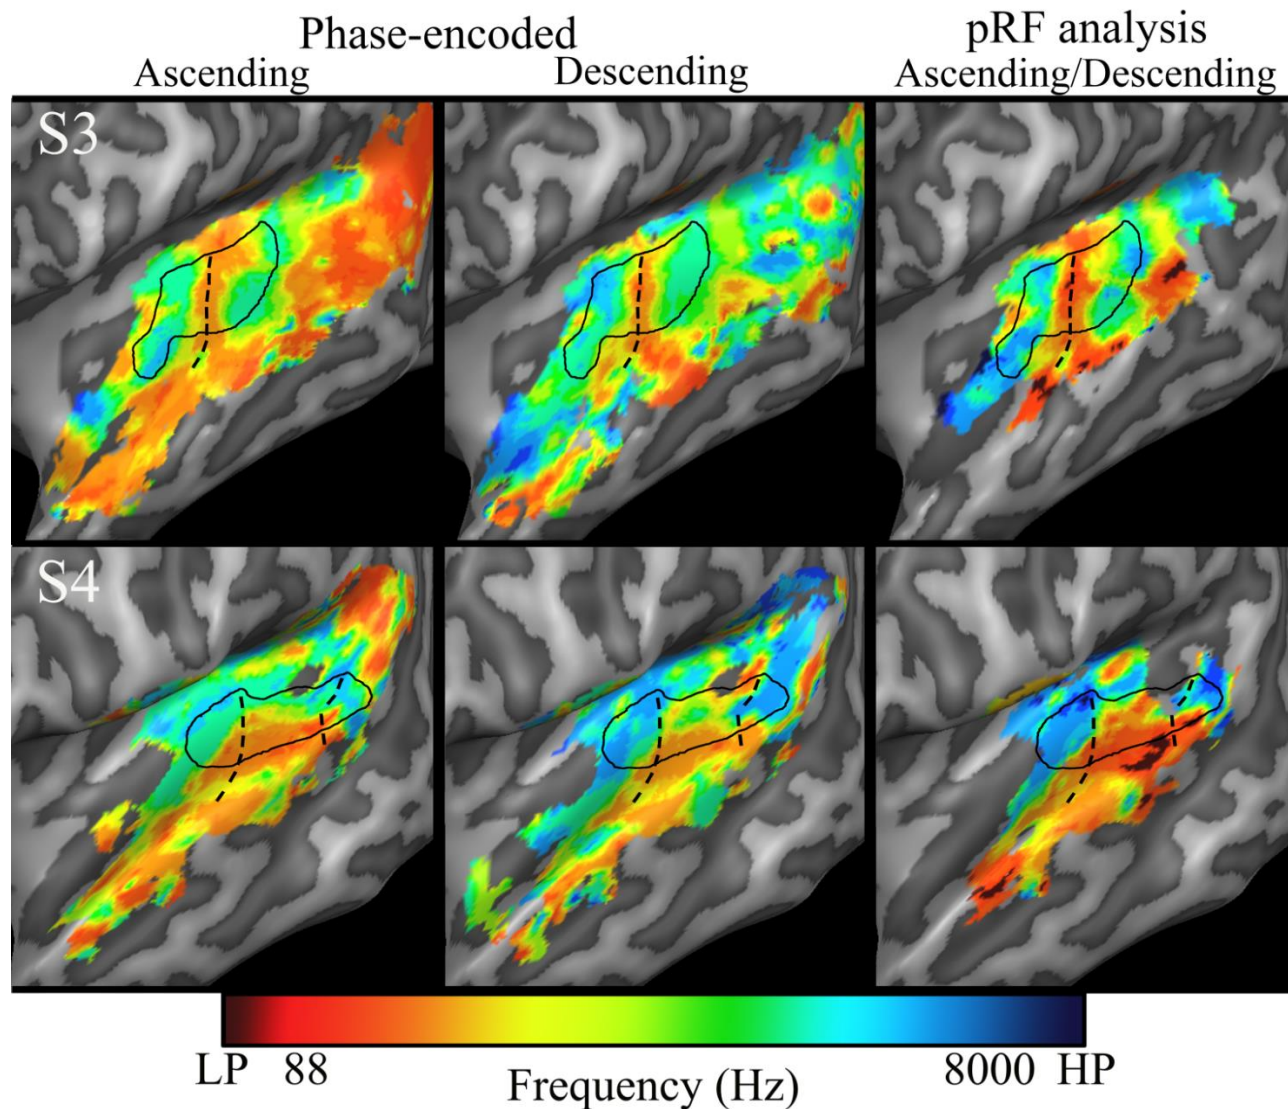 Phase-encoded
pRF analysis
Ascending
Descending
Ascending/Descending
S3
S4
LP 88
8000 HP
Frequency (Hz)